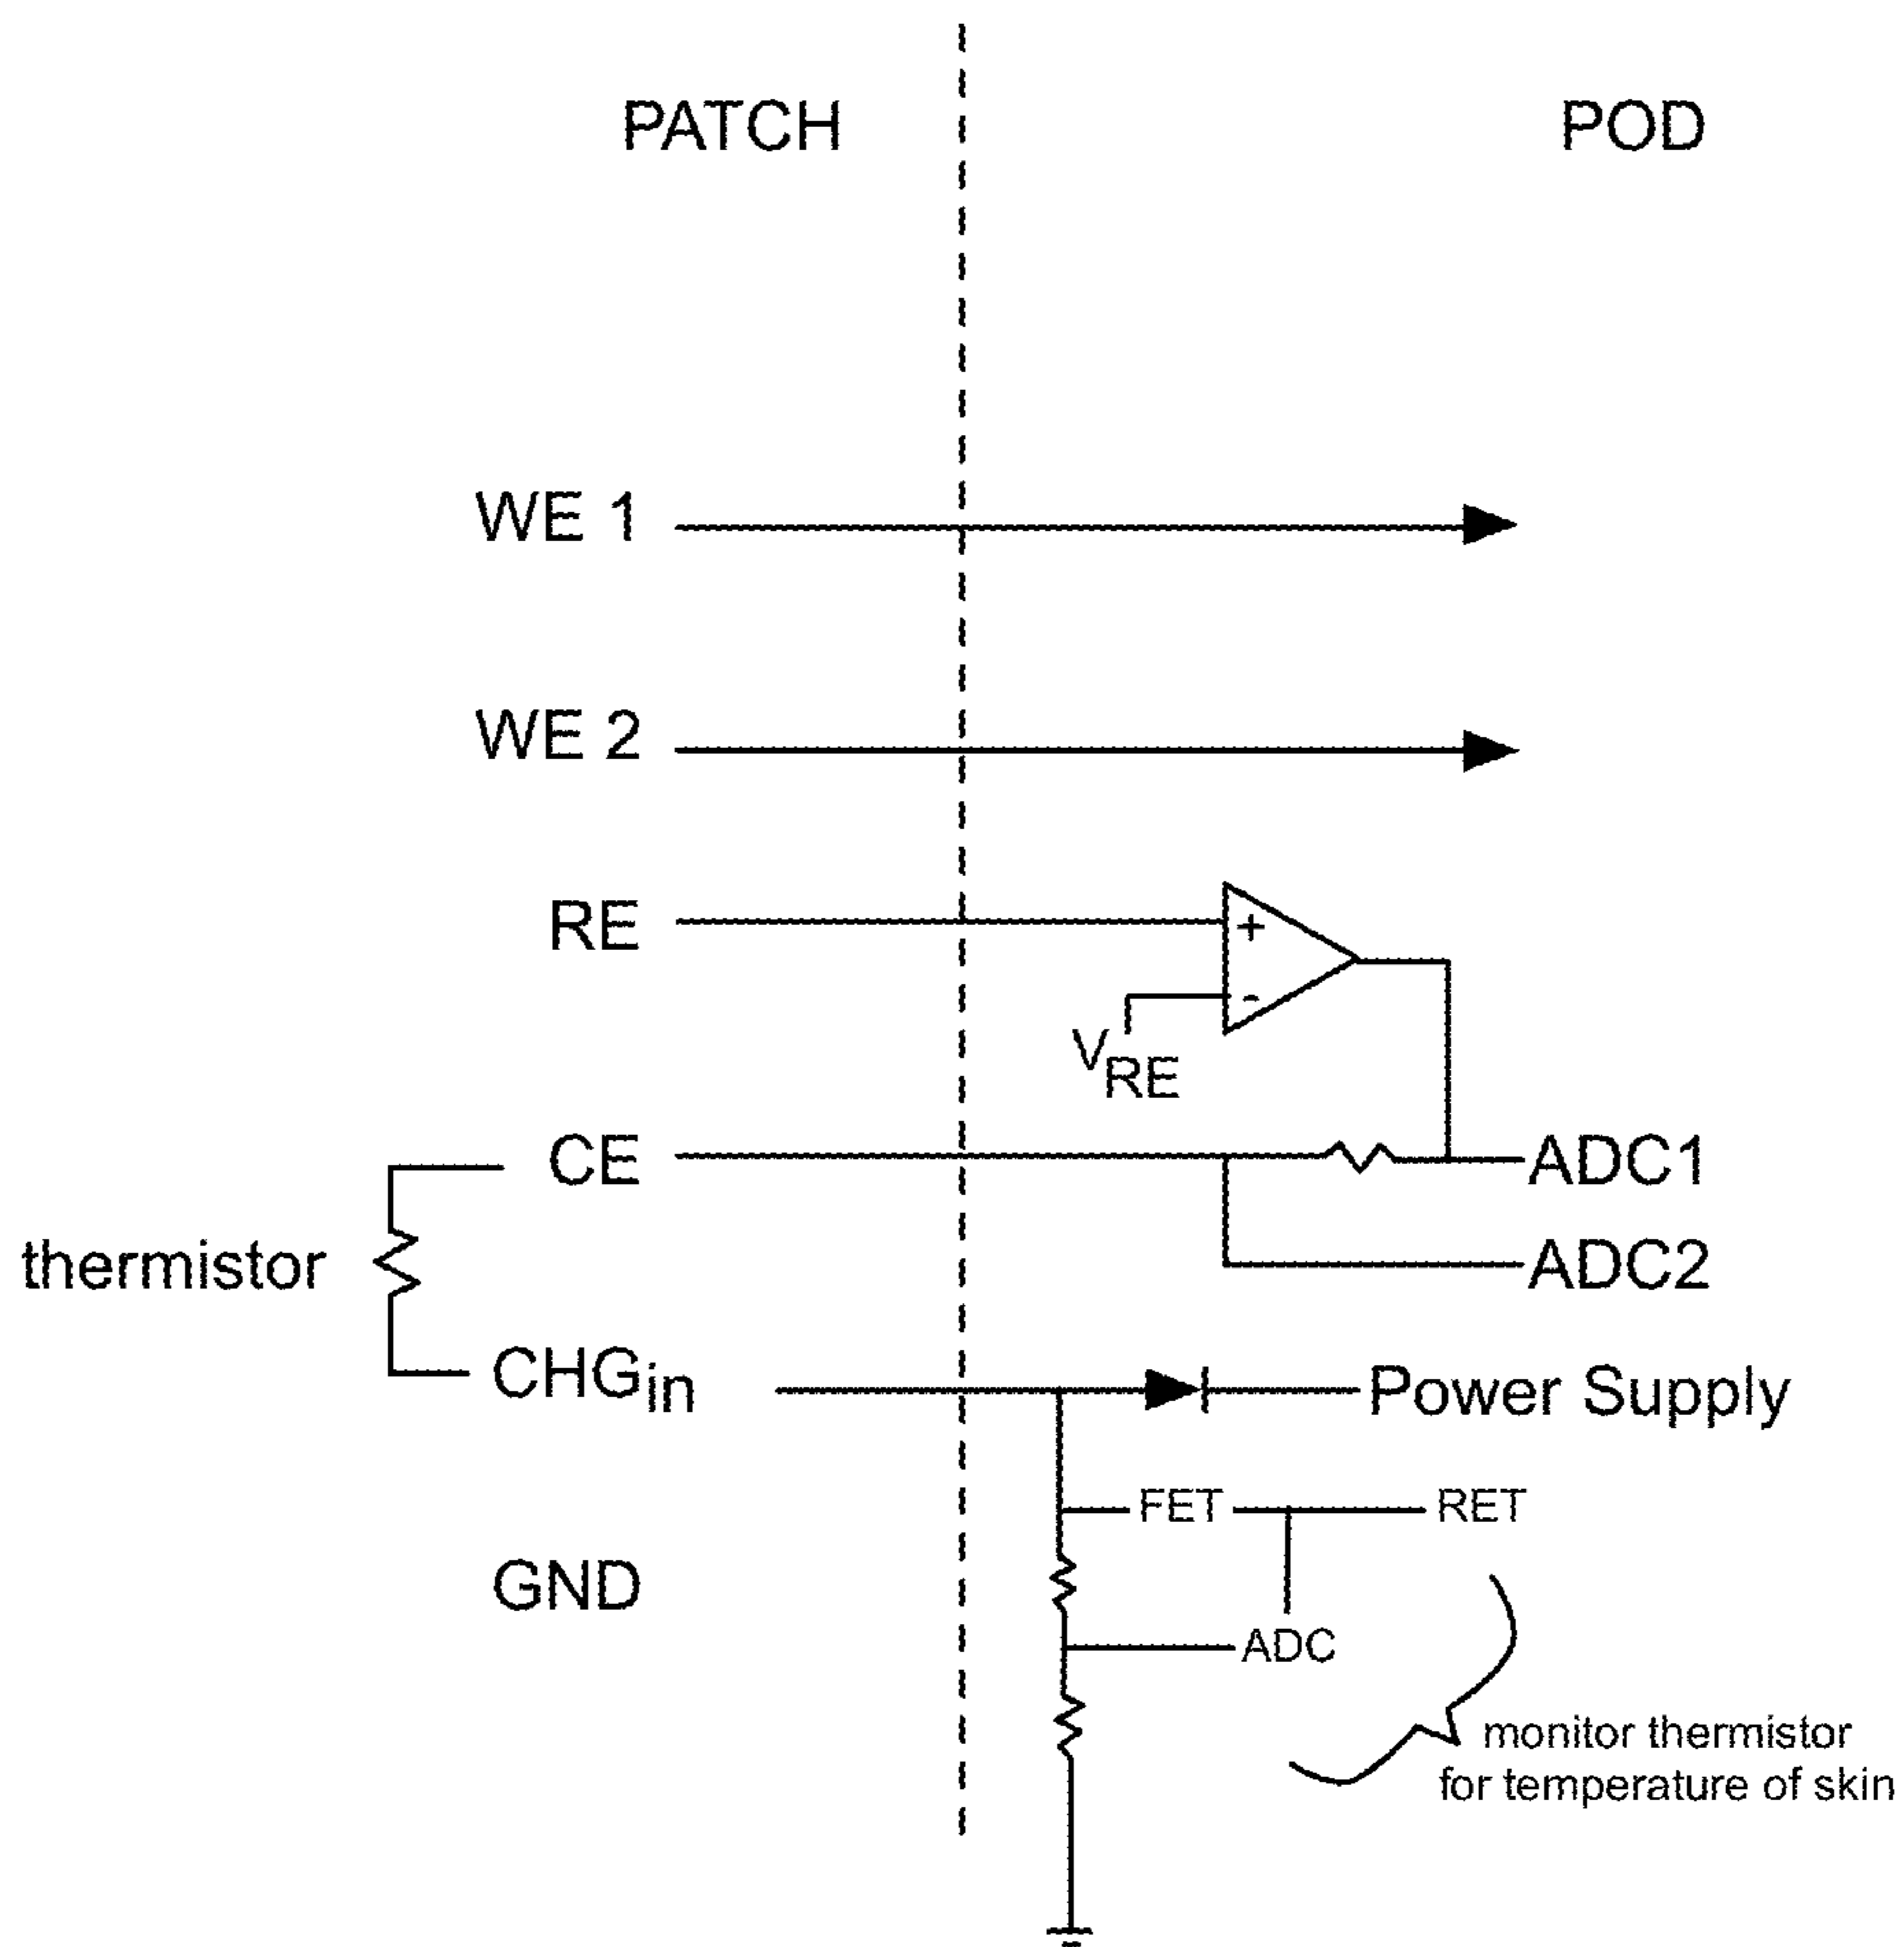 PATCH
POD
WE 1
WE 2
RE
+
-
VRE
CE
ADC1
thermistor
ADC2
CHGin
Power Supply
FET
RET
GND
ADC
monitor thermistor
for temperature of skin